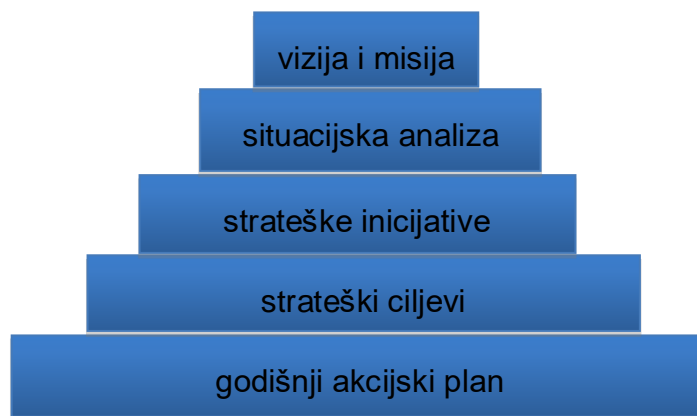 vizija i misija
situacijska analiza
strateške inicijative
strateški ciljevi
godišnji akcijski plan